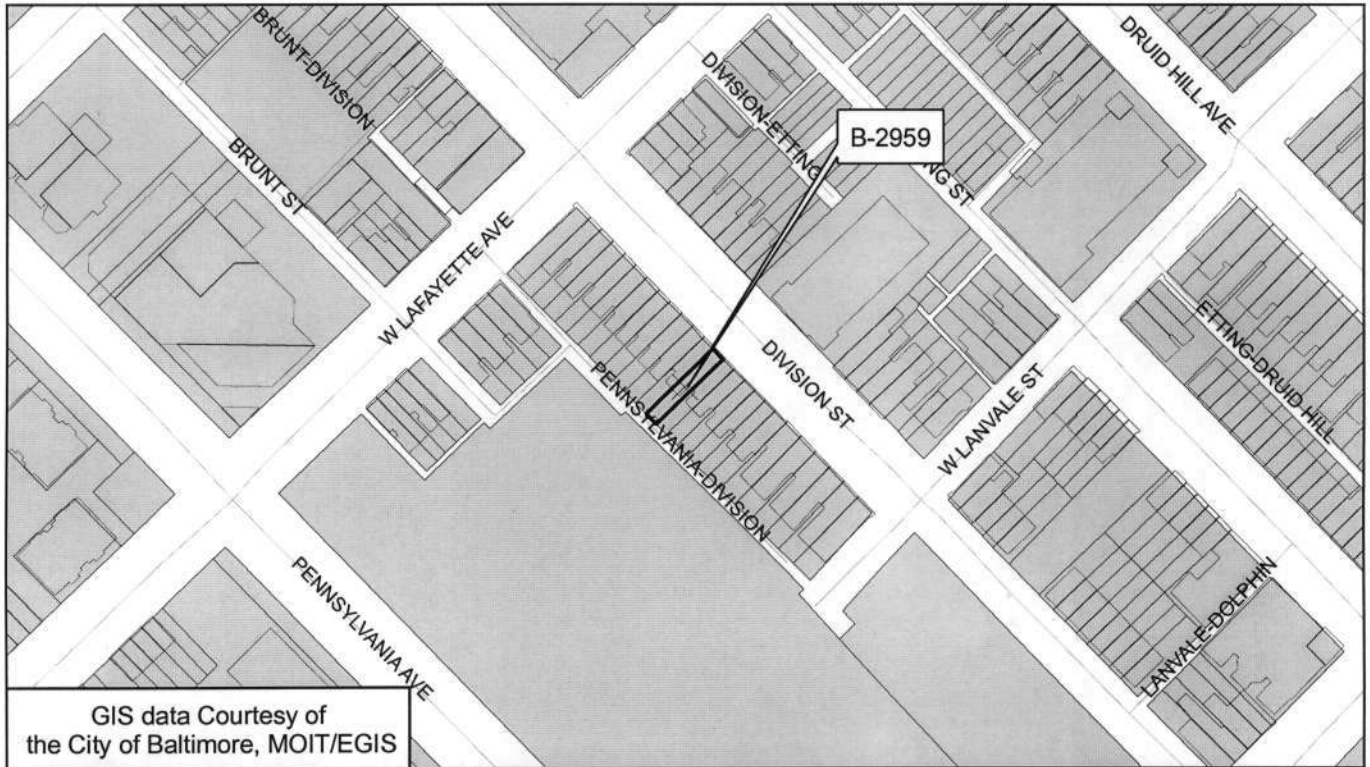 BRUNT-DIVISION
DRUID HILL AVE
DIVISION-ETTING
B-2959
BRUNT ST
NG ST
W LAFAYETTE AVE
ETTING-DRUID HILL
DIVISION ST
W LANVALE ST
PENNSYLVANIA-DIVISION
PENNSYLVANIA AVE
LANVALE-DOLPHIN
GIS data Courtesy of
the City of Baltimore, MOIT/EGIS